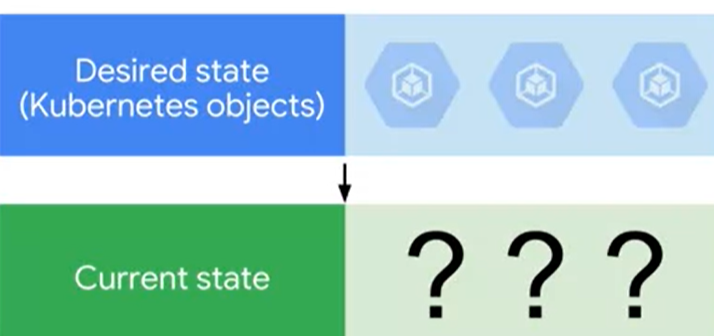 Desired state
(Kubernetes objects)
Current state
? ? ?